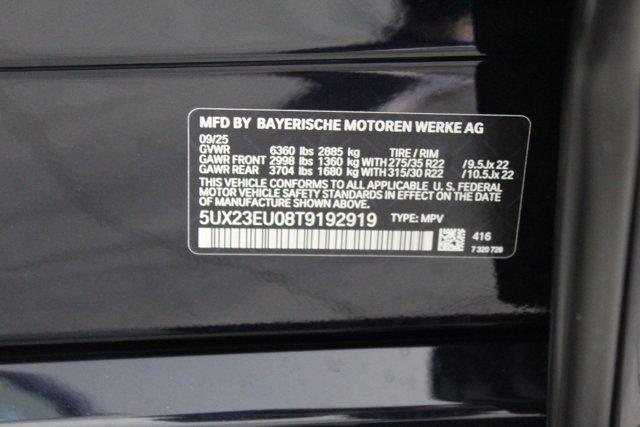 MFD BY BAYERISCHE MOTOREN WERKE AG
09/25
GVWR 6360 lbs 2885 kg TIRE / RIM
GAWR FRONT 2998 lbs 1360 kg WITH 275/35 R22 / 9.5Jx 22
GAWR REAR 3704 lbs 1680 kg WITH 315/30 R22 / 10.5Jx 22
THIS VEHICLE CONFORMS TO ALL APPLICABLE U. S. FEDERAL
MOTOR VEHICLE SAFETY STANDARDS IN EFFECT ON THE
DATE OF MANUFACTURE SHOWN ABOVE.
5UX23EU08T9192919 TYPE: MPV
416
7 320 729